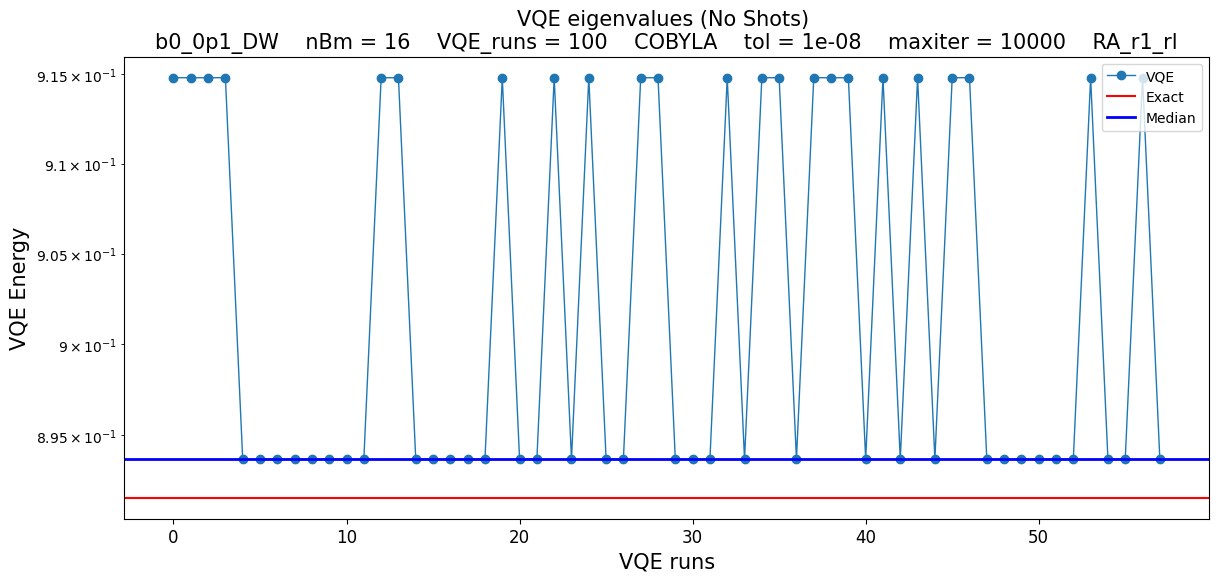 VQE eigenvalues (No Shots)
b0_0p1_DW nBm = 16 VQE_runs = 100 COBYLA tol = 1e-08 maxiter = 10000 RA_r1_rl
9.15 × 10⁻¹
9.1 × 10⁻¹
9.05 × 10⁻¹
9 × 10⁻¹
8.95 × 10⁻¹
VQE Energy
VQE
Exact
Median
0 10 20 30 40 50
VQE runs